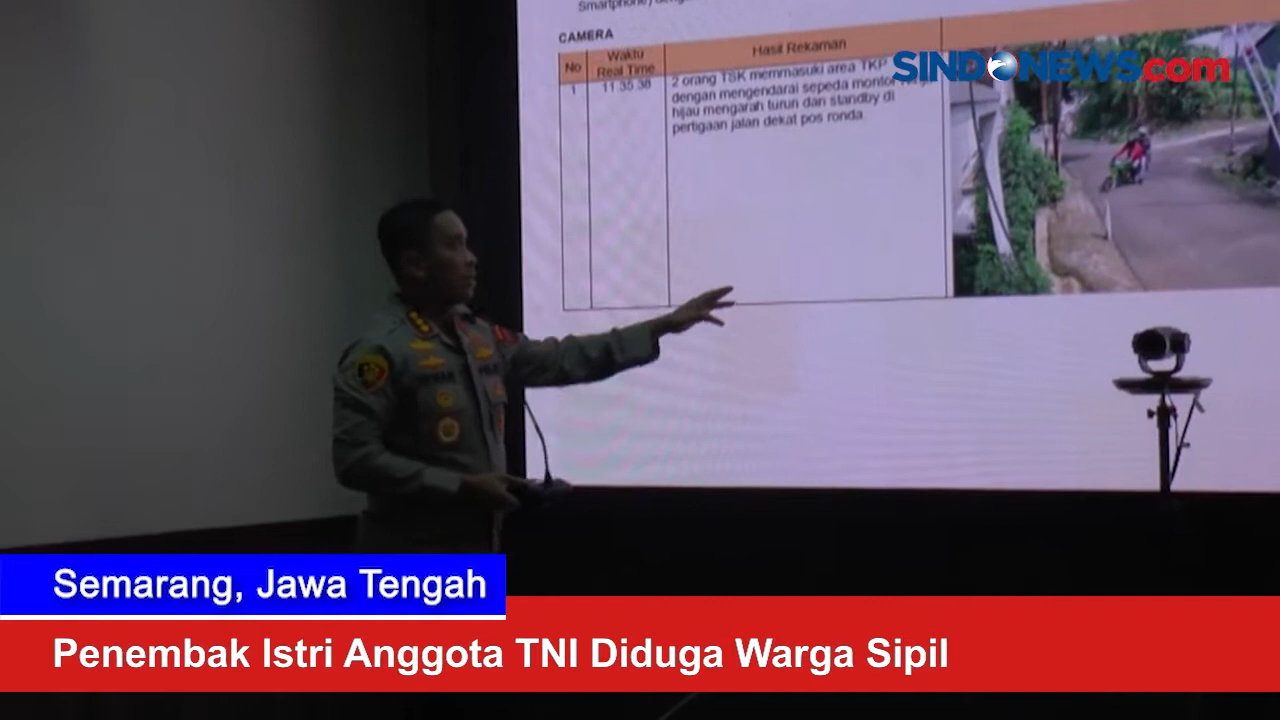 Smartphone)
CAMERA
No
Waktu
Real Time
Hasil Rekaman
SINDONEWS.com
1
11.35.38
2 orang TSK memmasuki area TKP
dengan mengendarai sepeda montor
hijau mengarah turun dan standby di
pertigaan jalan dekat pos ronda.
Semarang, Jawa Tengah
Penembak Istri Anggota TNI Diduga Warga Sipil